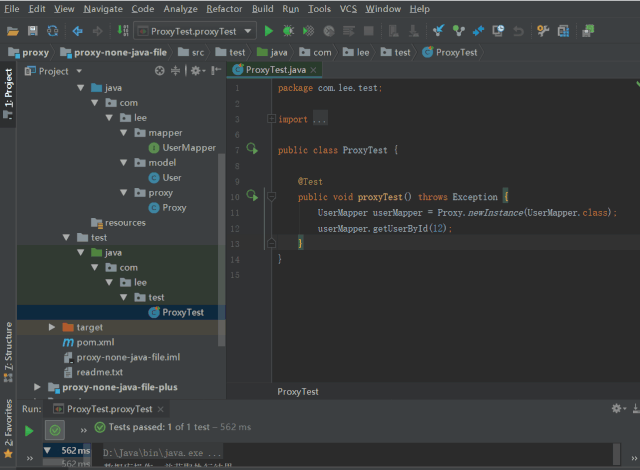 File Edit View Navigate Code Analyze Refactor Build Run Tools VCS Window Help
ProxyTest.proxyTest
proxy proxy-none-java-file src test java com lee test ProxyTest
1: Project
7: Structure
2: Favorites
Project
java
com
lee
mapper
UserMapper
model
User
proxy
Proxy
resources
test
java
com
lee
test
ProxyTest
target
pom.xml
proxy-none-java-file.iml
readme.txt
proxy-none-java-file-plus
ProxyTest.java
1 package com.lee.test;
2
3 import ...
6
7 public class ProxyTest {
8
9 @Test
10 public void proxyTest() throws Exception {
11 UserMapper userMapper = Proxy.newInstance(UserMapper.class);
12 userMapper.getUserById(12);
13 }
14 }
15
ProxyTest
Run: ProxyTest.proxyTest
Tests passed: 1 of 1 test – 562 ms
562 ms D:\Java\bin\java.exe ...
562 ms